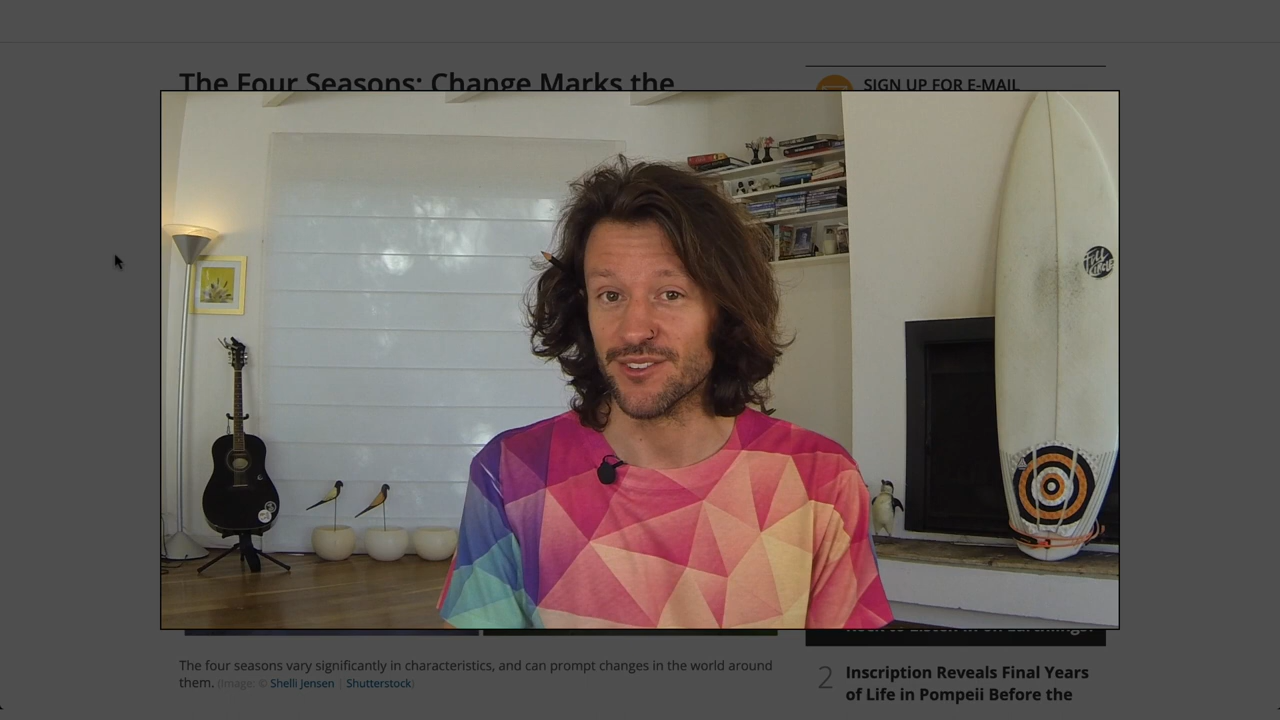 The Four Seasons: Change Marks the
SIGN UP FOR E-MAIL
The four seasons vary significantly in characteristics, and can prompt changes in the world around
them. (Image: © Shelli Jensen | Shutterstock)
2
Inscription Reveals Final Years
of Life in Pompeii Before the